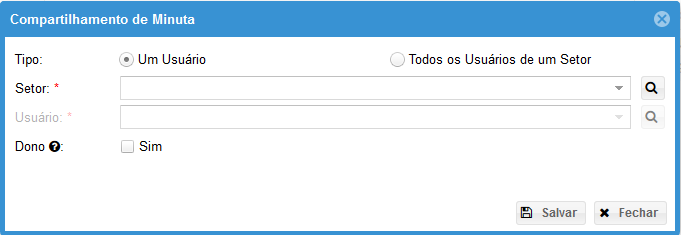 Compartilhamento de Minuta
Tipo: Um Usuário Todos os Usuários de um Setor
Setor: *
Usuário: *
Dono ?: Sim
Salvar Fechar